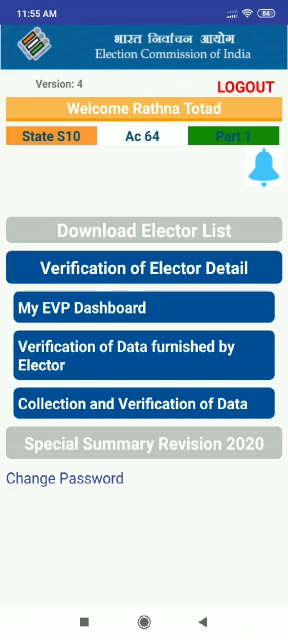 11:55 AM
84
भारत निर्वाचन आयोग
Election Commission of India
Version: 4
LOGOUT
Welcome Rathna Totad
State S10 Ac 64 Part 1
Download Elector List
Verification of Elector Detail
My EVP Dashboard
Verification of Data furnished by
Elector
Collection and Verification of Data
Special Summary Revision 2020
Change Password